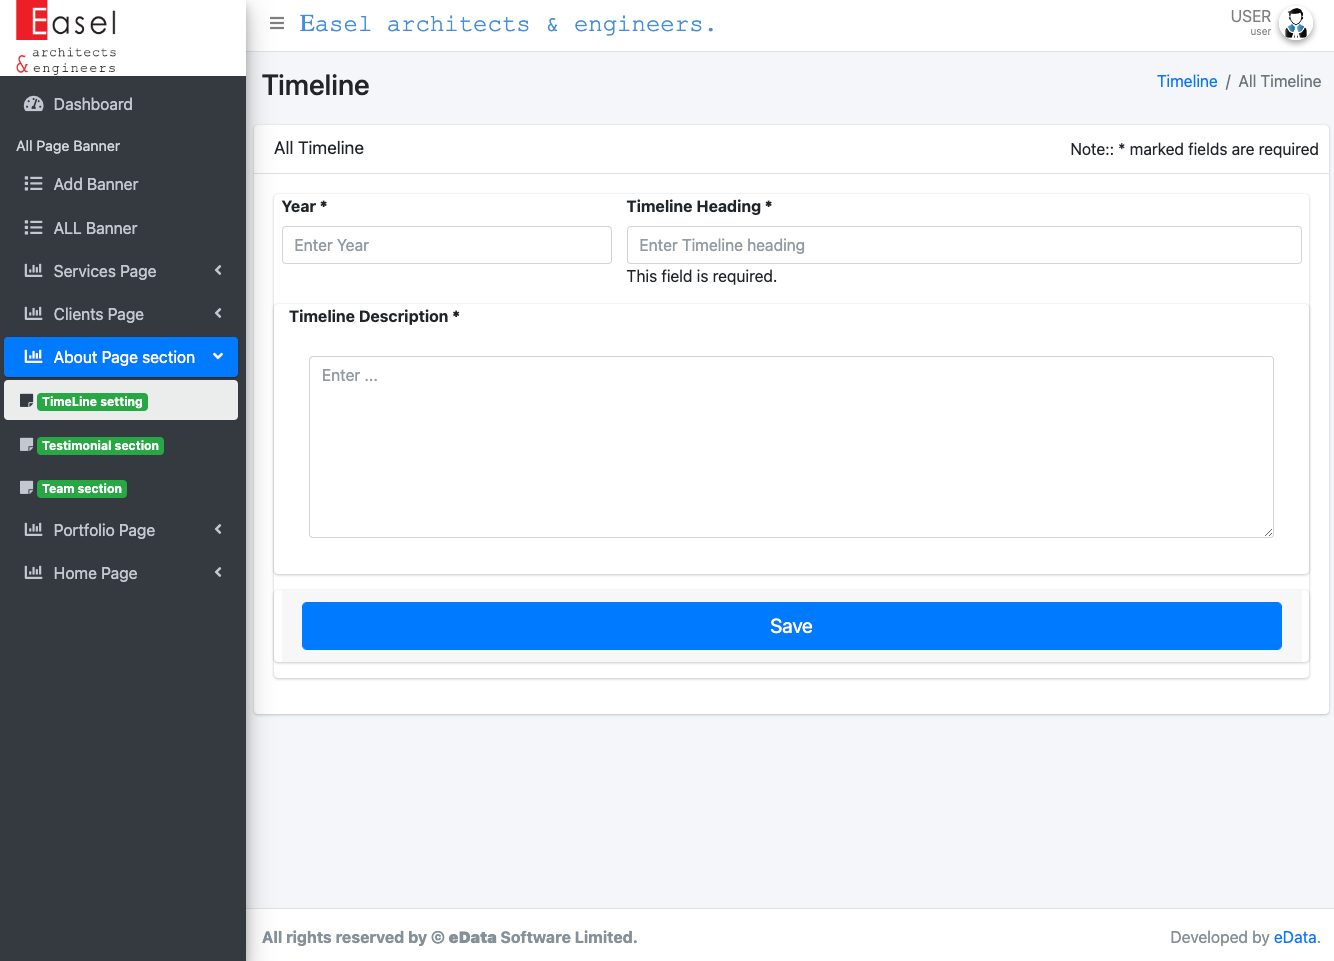 Easel
architects
& engineers
Easel architects & engineers.
USER
user
Dashboard
All Page Banner
Add Banner
ALL Banner
Services Page
Clients Page
About Page section
TimeLine setting
Testimonial section
Team section
Portfolio Page
Home Page
Timeline
Timeline / All Timeline
All Timeline
Note:: * marked fields are required
Year *
Timeline Heading *
Enter Year
Enter Timeline heading
This field is required.
Timeline Description *
Enter ...
Save
All rights reserved by © eData Software Limited.
Developed by eData.